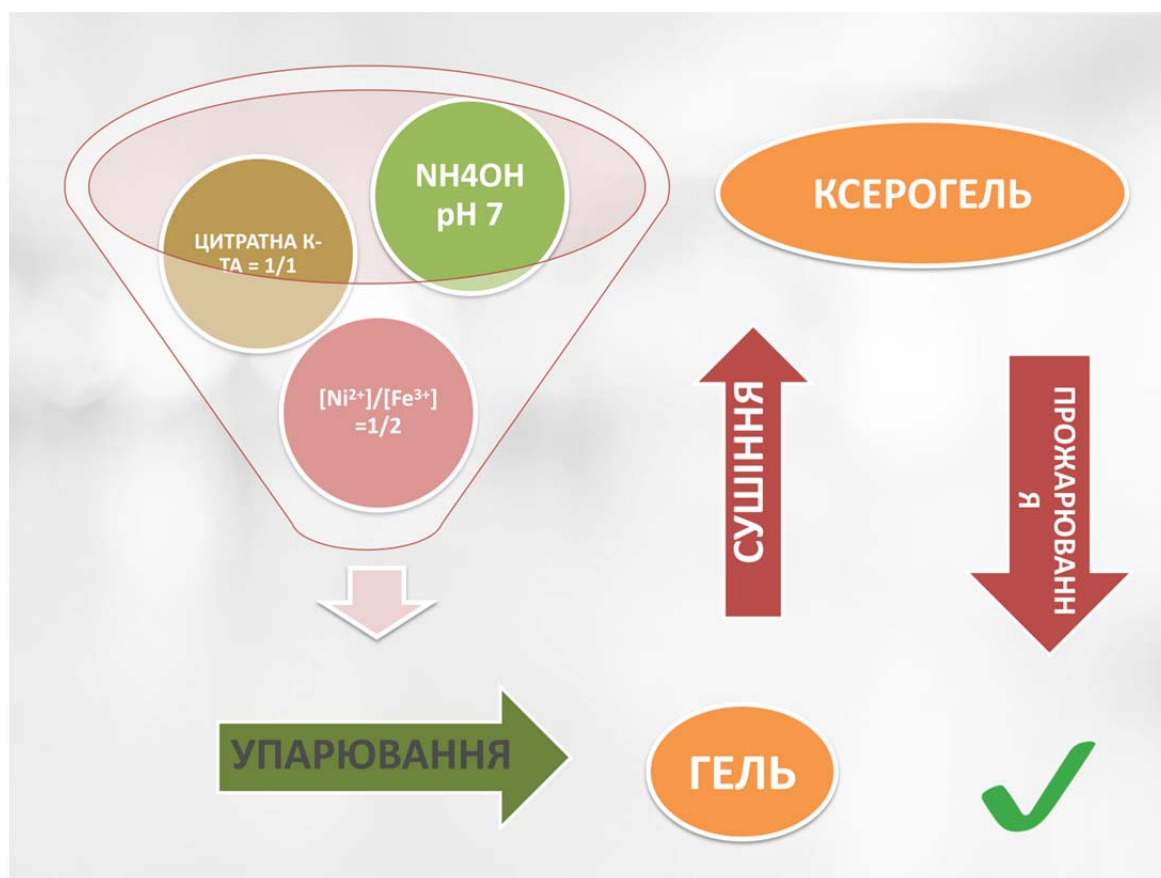 NH4OH
pH 7
ЦИТРАТНА К-
ТА = 1/1
[Ni²⁺]/[Fe³⁺]
=1/2
УПАРЮВАННЯ
ГЕЛЬ
СУШІННЯ
КСЕРОГЕЛЬ
ПРОЖАРЮВАНН
Я